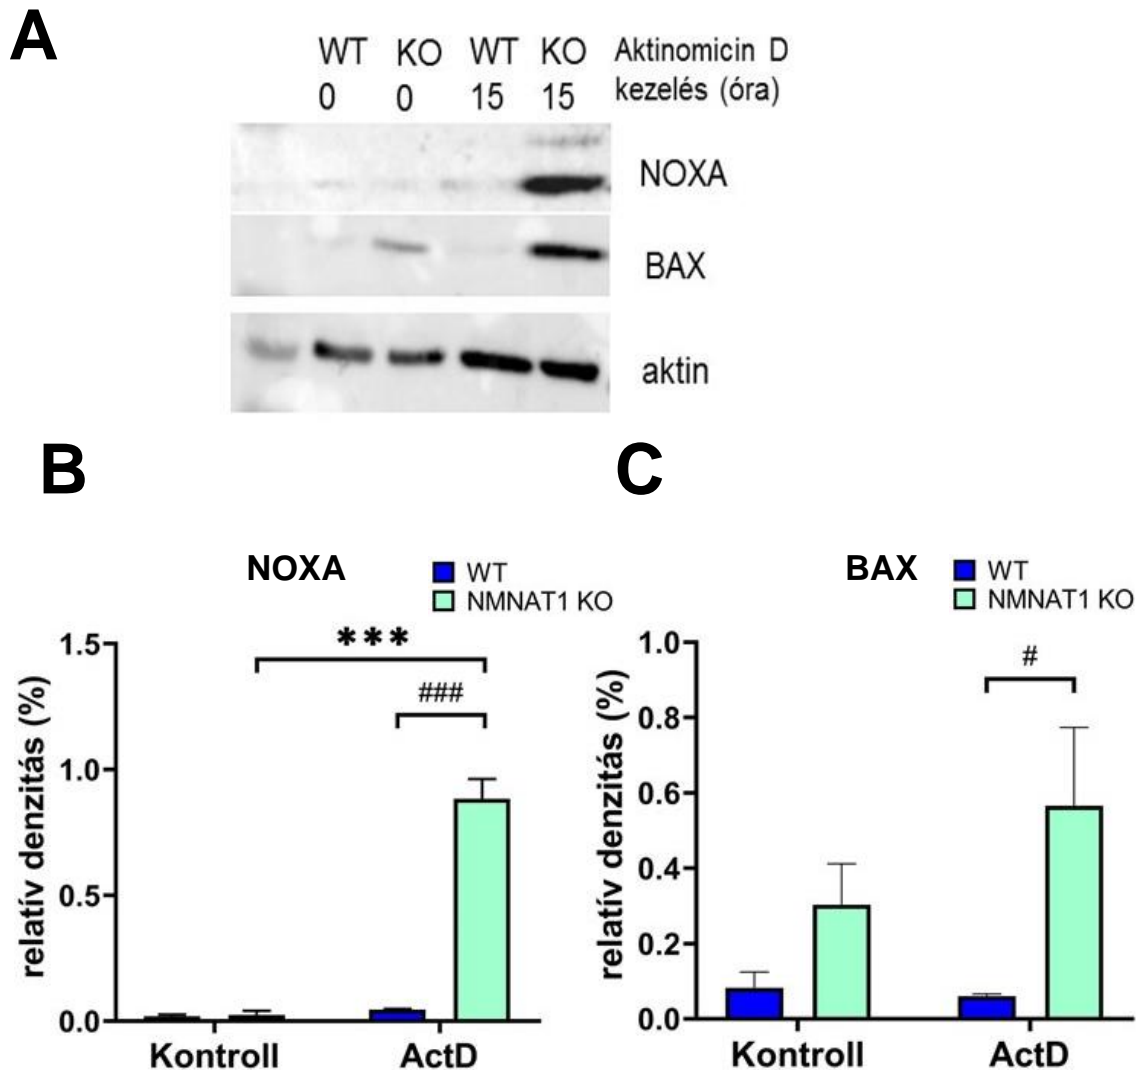 A
WT KO WT KO Aktinomicin D
0 0 15 15 kezelés (óra)
NOXA
BAX
aktin
B
NOXA
WT
NMNAT1 KO
***
###
relatív denzitás (%)
1.5
1.0
0.5
0.0
Kontroll ActD
C
BAX
WT
NMNAT1 KO
#
relatív denzitás (%)
1.0
0.8
0.6
0.4
0.2
0.0
Kontroll ActD